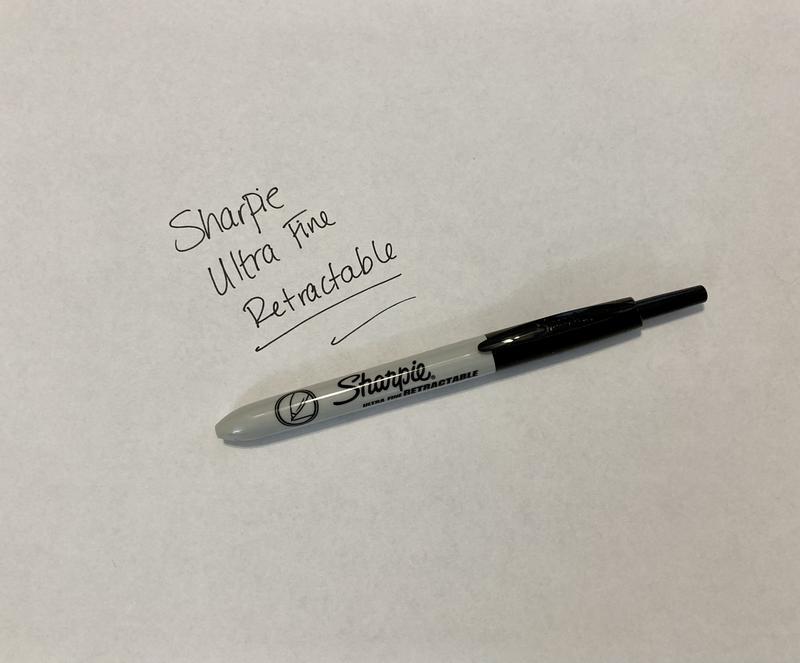 Sharpie
Ultra Fine
Retractable
Sharpie®
ULTRA FINE RETRACTABLE